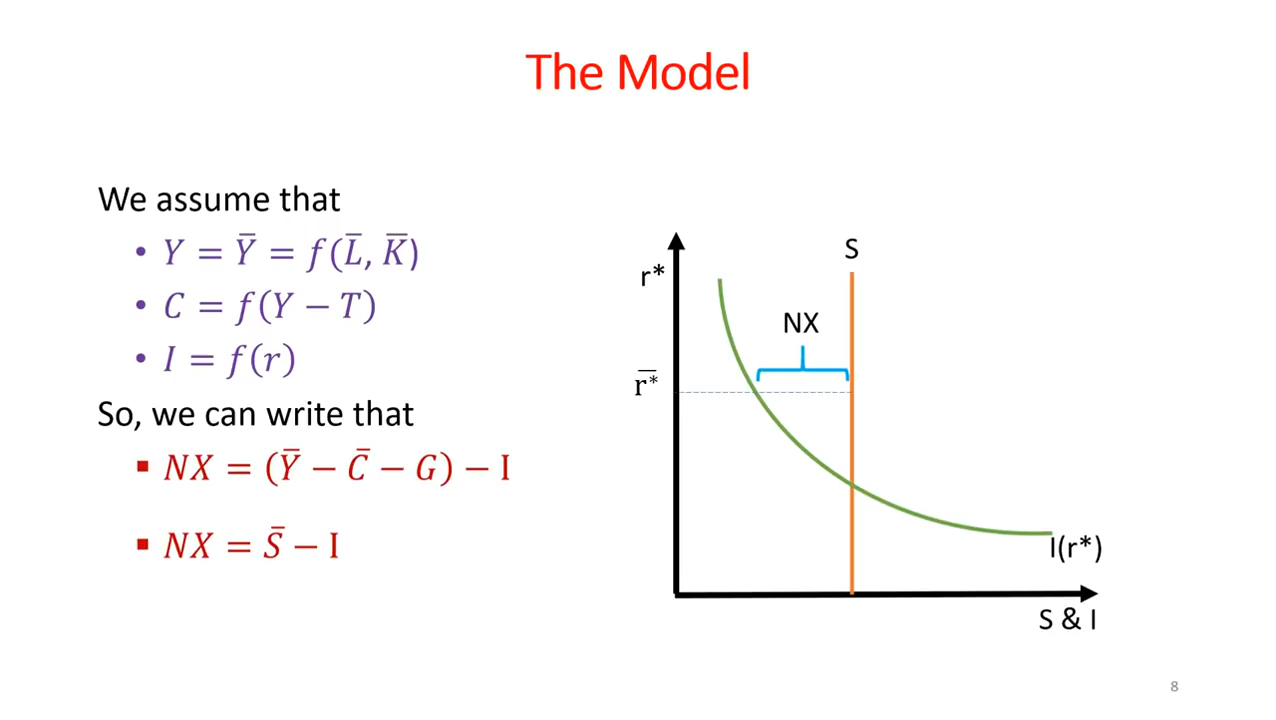 The Model
We assume that
• Y = Ȳ = f(L̄, K̄)
• C = f(Y − T)
• I = f(r)
So, we can write that
▪ NX = (Ȳ − C̄ − G) − I
▪ NX = S̄ − I
S
r*
NX
r̄*
I(r*)
S & I
8